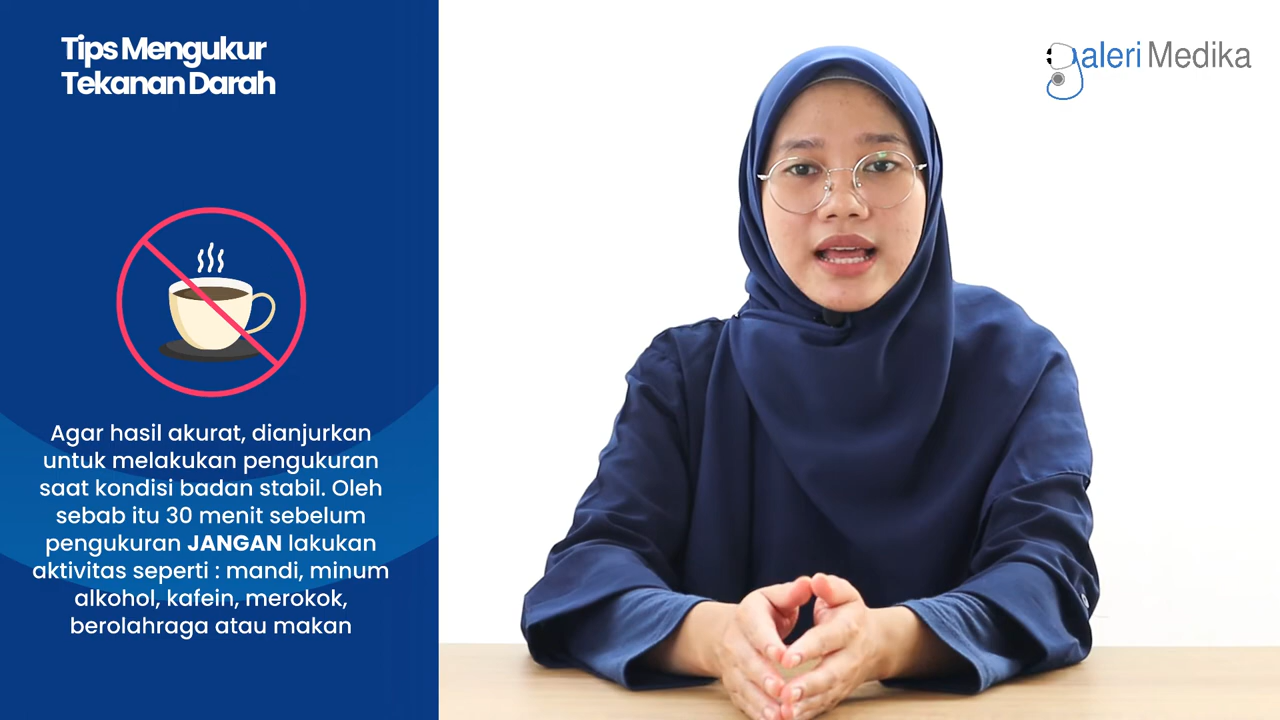 Tips Mengukur
Tekanan Darah
galeri Medika
Agar hasil akurat, dianjurkan
untuk melakukan pengukuran
saat kondisi badan stabil. Oleh
sebab itu 30 menit sebelum
pengukuran JANGAN lakukan
aktivitas seperti : mandi, minum
alkohol, kafein, merokok,
berolahraga atau makan